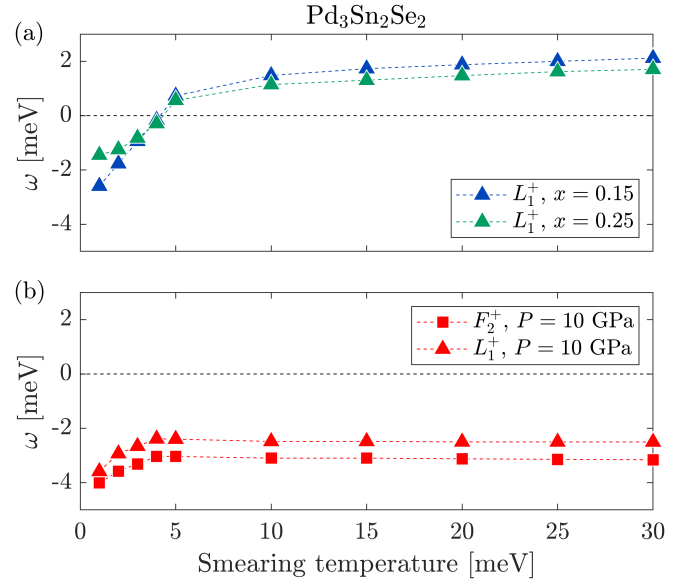 Pd₃Sn₂Se₂
(a)
2
0
-2
-4
ω [meV]
L₁⁺, x = 0.15
L₁⁺, x = 0.25
(b)
2
0
-2
-4
ω [meV]
F₂⁺, P = 10 GPa
L₁⁺, P = 10 GPa
0 5 10 15 20 25 30
Smearing temperature [meV]